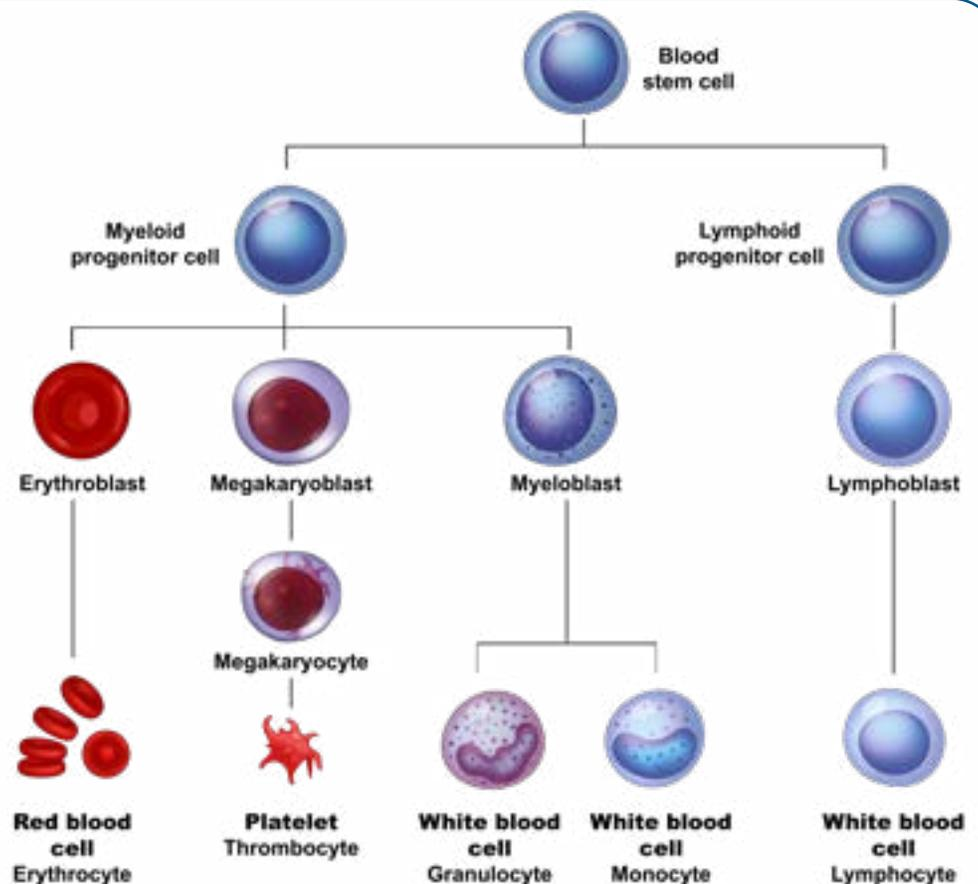 Blood
stem cell
Myeloid
progenitor cell
Lymphoid
progenitor cell
Erythroblast
Megakaryoblast
Myeloblast
Lymphoblast
Megakaryocyte
Red blood
cell
Erythrocyte
Platelet
Thrombocyte
White blood
cell
Granulocyte
White blood
cell
Monocyte
White blood
cell
Lymphocyte